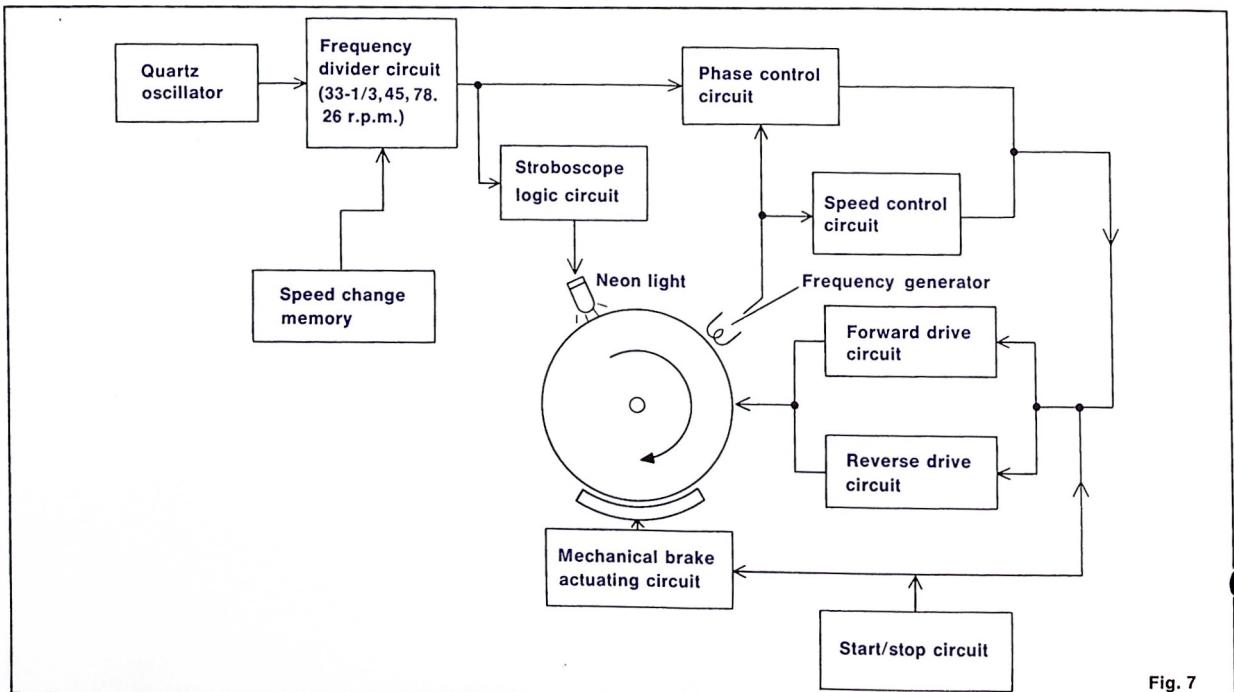 Quartz
oscillator
Frequency
divider circuit
(33-1/3, 45, 78.
26 r.p.m.)
Phase control
circuit
Stroboscope
logic circuit
Speed control
circuit
Speed change
memory
Neon light
Frequency generator
Forward drive
circuit
Reverse drive
circuit
Mechanical brake
actuating circuit
Start/stop circuit
Fig. 7